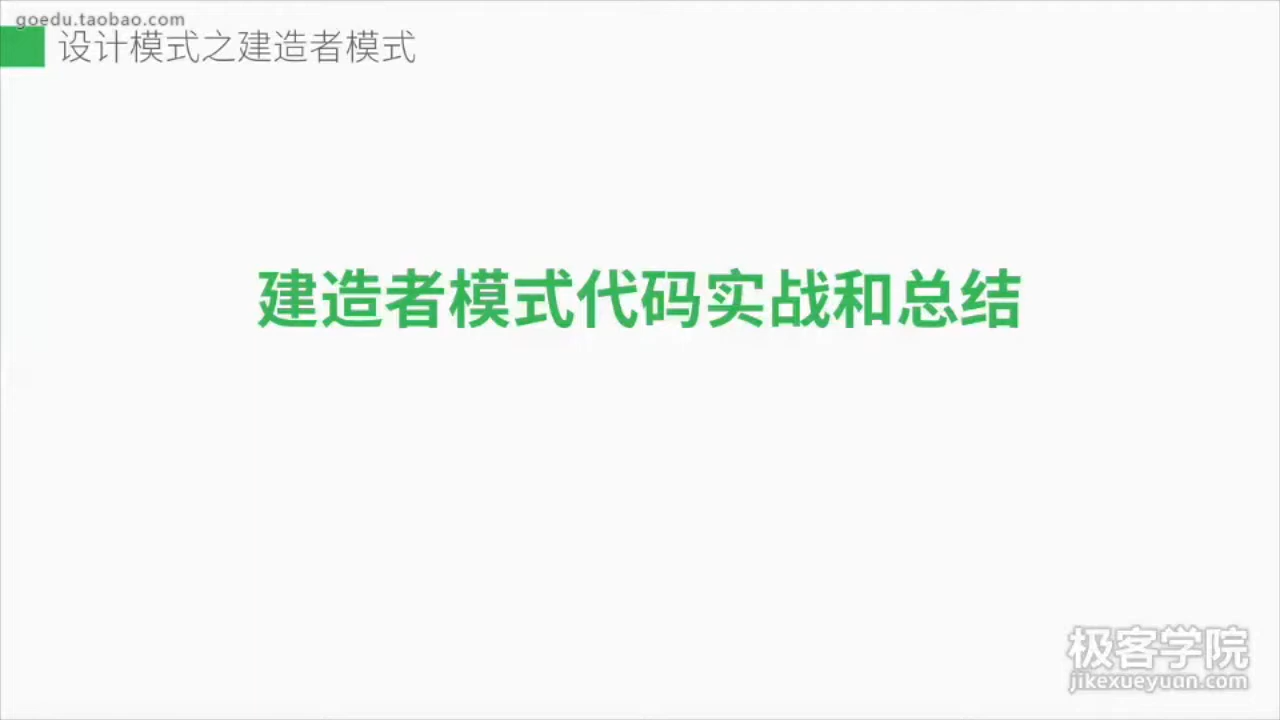 goedu.taobao.com
设计模式之建造者模式
建造者模式代码实战和总结
极客学院
jikexueyuan.com